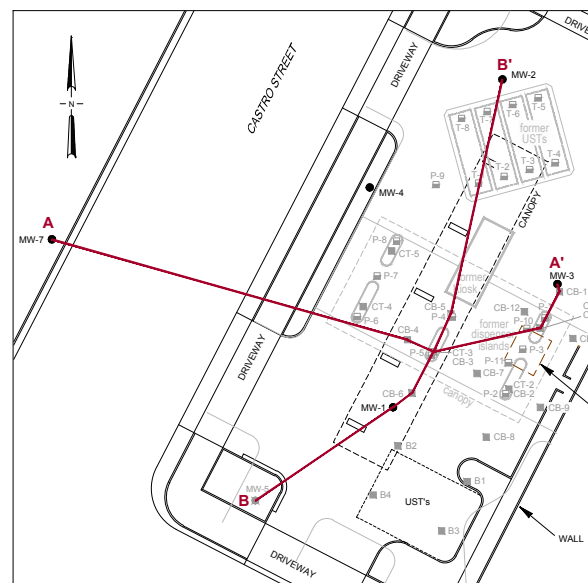 DRIVEWAY
DRIVEWAY
CASTRO STREET
N
B'
MW-2
T-5
T-6
T-8
former
USTs
T-4
T-3
T-2
P-9
MW-4
CANOPY
A
MW-7
P-8
CT-5
A'
MW-3
CB-1
P-7
former
kiosk
CT-4
P-6
CB-5
P-4
CB-12
P-10
former
dispenser
islands
CB-4
P-5
CT-3
CB-3
P-3
P-11
CB-7
CT-2
P-2
CB-2
CB-9
canopy
CB-6
MW-1
CB-8
B2
DRIVEWAY
MW-5
B
B4
UST's
B1
B3
WALL
DRIVEWAY